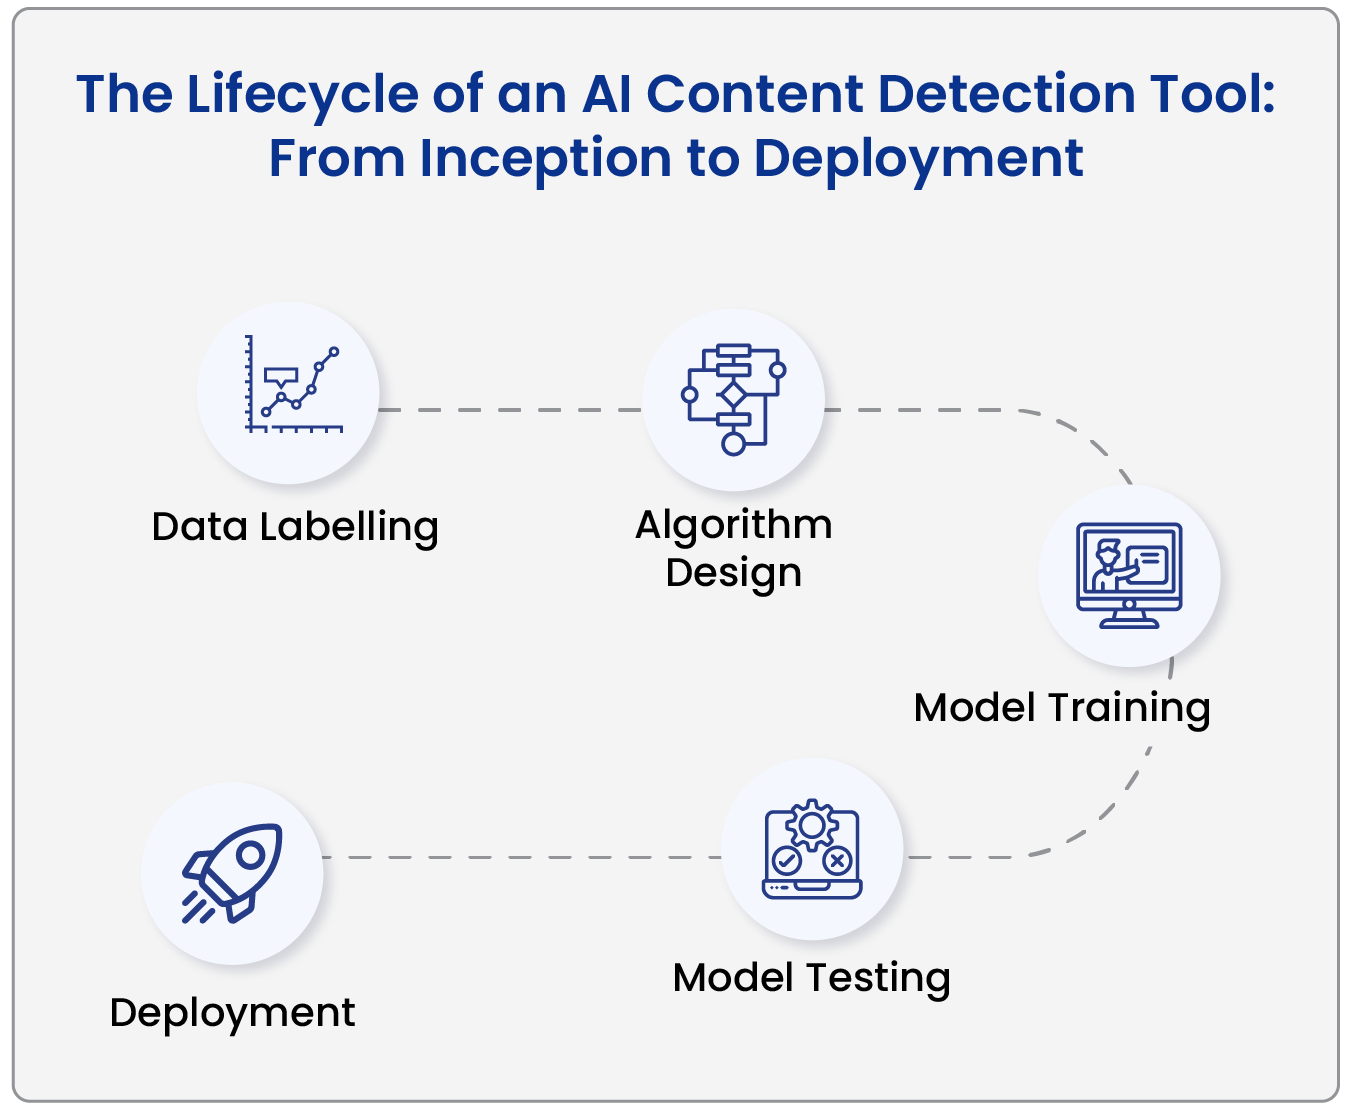 The Lifecycle of an AI Content Detection Tool:
From Inception to Deployment
Data Labelling
Algorithm
Design
Model Training
Model Testing
Deployment